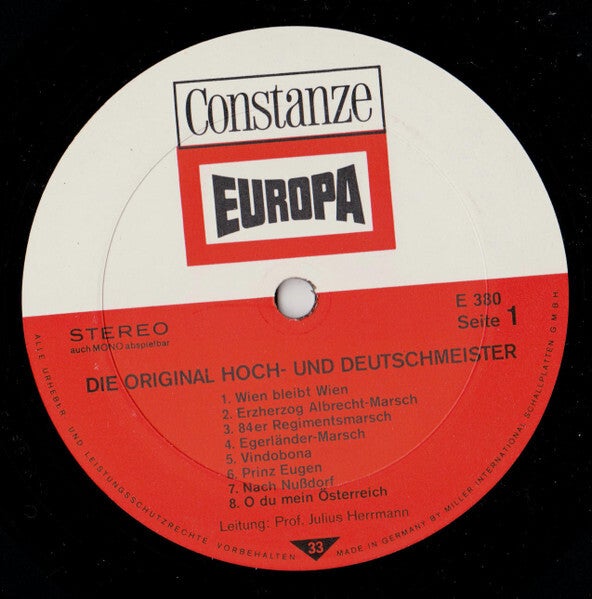 Constanze
EUROPA
STEREO
auch MONO abspielbar
E 380
Seite 1
DIE ORIGINAL HOCH- UND DEUTSCHMEISTER
1. Wien bleibt Wien
2. Erzherzog Albrecht-Marsch
3. 84er Regimentsmarsch
4. Egerländer-Marsch
5. Vindobona
6. Prinz Eugen
7. Nach Nußdorf
8. O du mein Österreich
Leitung: Prof. Julius Herrmann
33
ALLE URHEBER- UND LEISTUNGSSCHUTZRECHTE VORBEHALTEN
MADE IN GERMANY BY MILLER INTERNATIONAL SCHALLPLATTEN G.M.B.H.